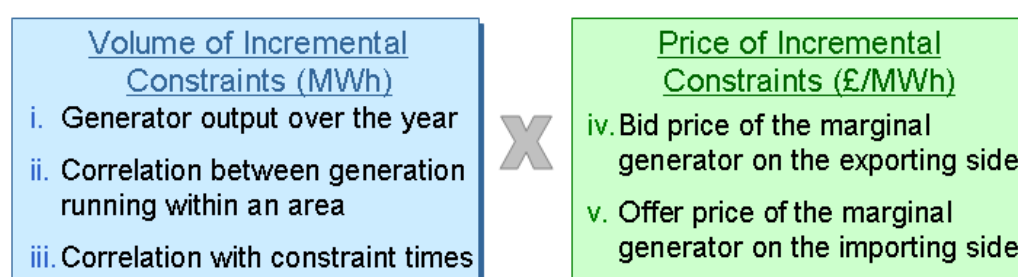 Volume of Incremental
Constraints (MWh)
i. Generator output over the year
ii. Correlation between generation
running within an area
iii. Correlation with constraint times
X
Price of Incremental
Constraints (£/MWh)
iv. Bid price of the marginal
generator on the exporting side
v. Offer price of the marginal
generator on the importing side